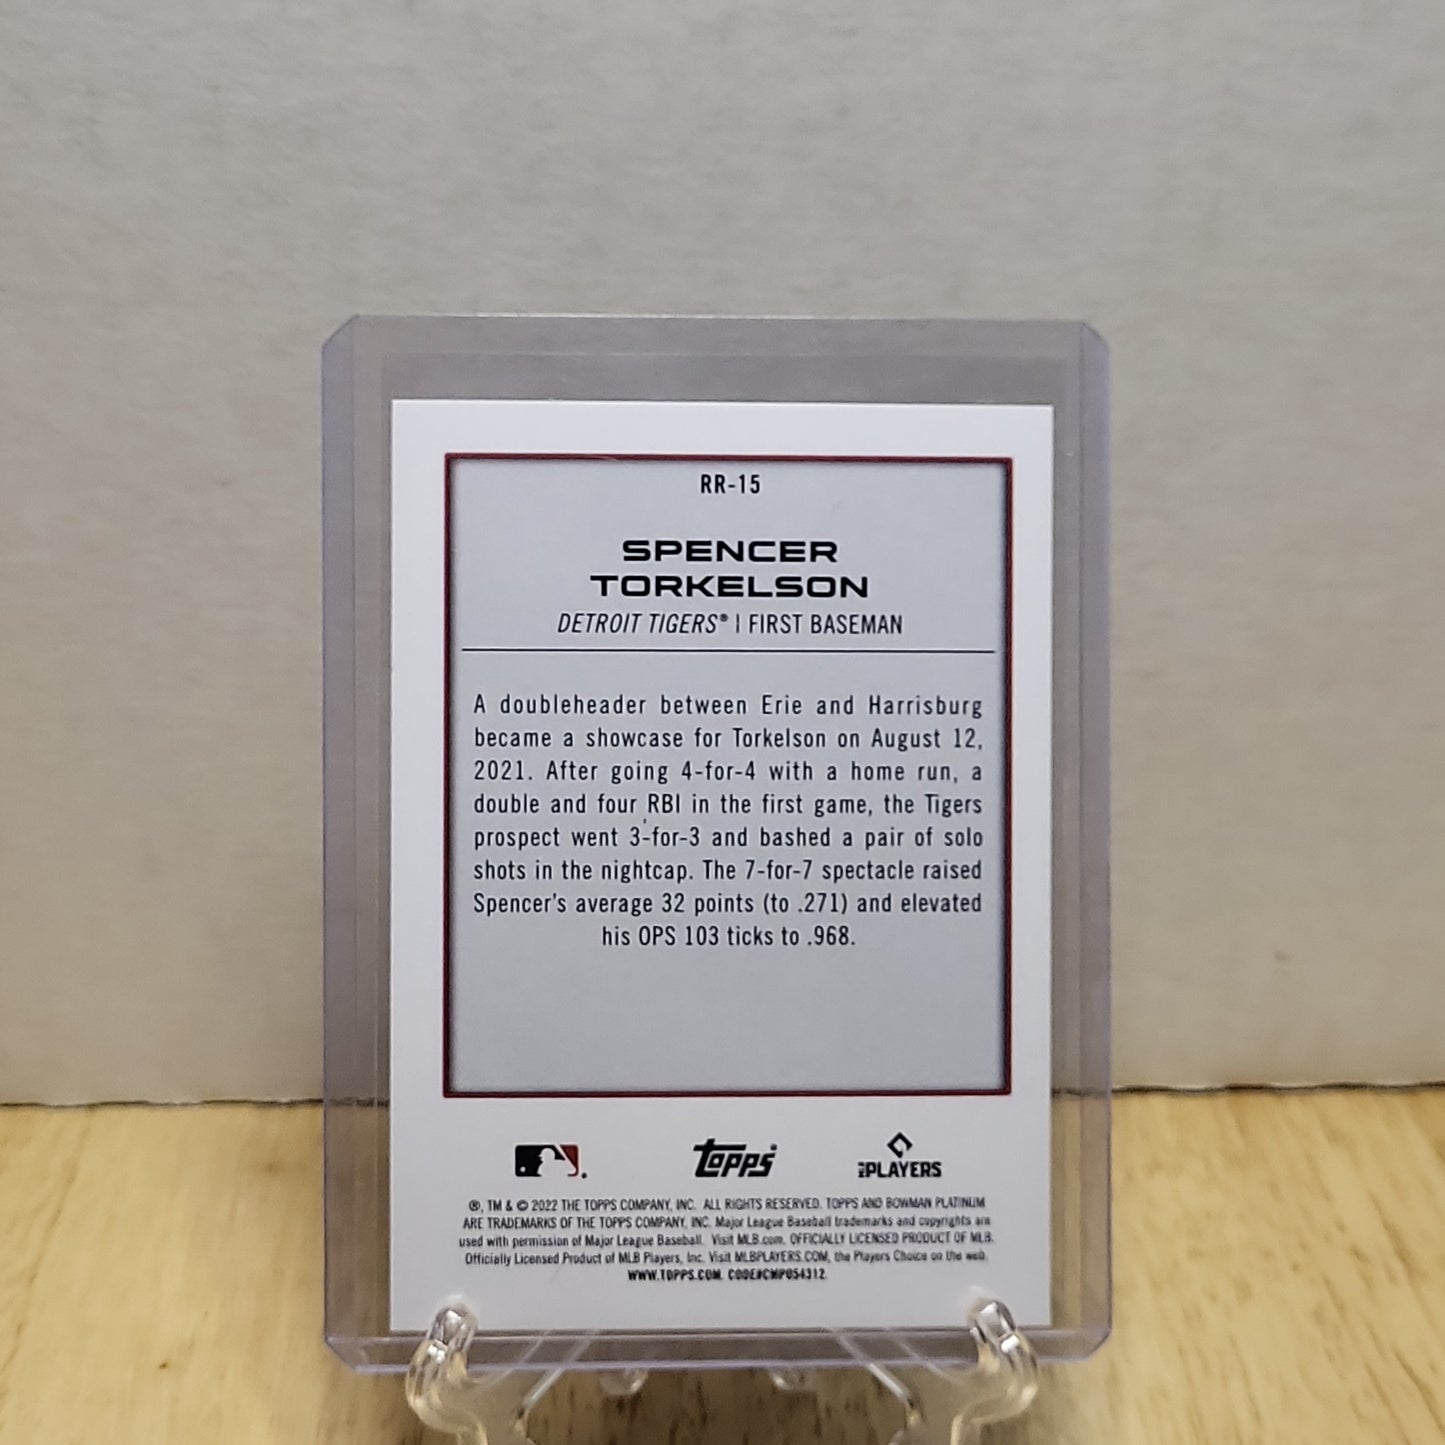 RR-15
SPENCER
TORKELSON
DETROIT TIGERS® | FIRST BASEMAN
A doubleheader between Erie and Harrisburg
became a showcase for Torkelson on August 12,
2021. After going 4-for-4 with a home run, a
double and four RBI in the first game, the Tigers
prospect went 3-for-3 and bashed a pair of solo
shots in the nightcap. The 7-for-7 spectacle raised
Spencer's average 32 points (to .271) and elevated
his OPS 103 ticks to .968.
topps® PLAYERS
®, TM & © 2022 THE TOPPS COMPANY, INC. ALL RIGHTS RESERVED. TOPPS AND BOWMAN PLATINUM
ARE TRADEMARKS OF THE TOPPS COMPANY, INC. Major League Baseball trademarks and copyrights are
used with permission of Major League Baseball. Visit MLB.com. OFFICIALLY LICENSED PRODUCT OF MLB.
Officially Licensed Product of MLB Players, Inc. Visit MLBPLAYERS.COM, the Players Choice on the web.
WWW.TOPPS.COM. CODE#CMP054312